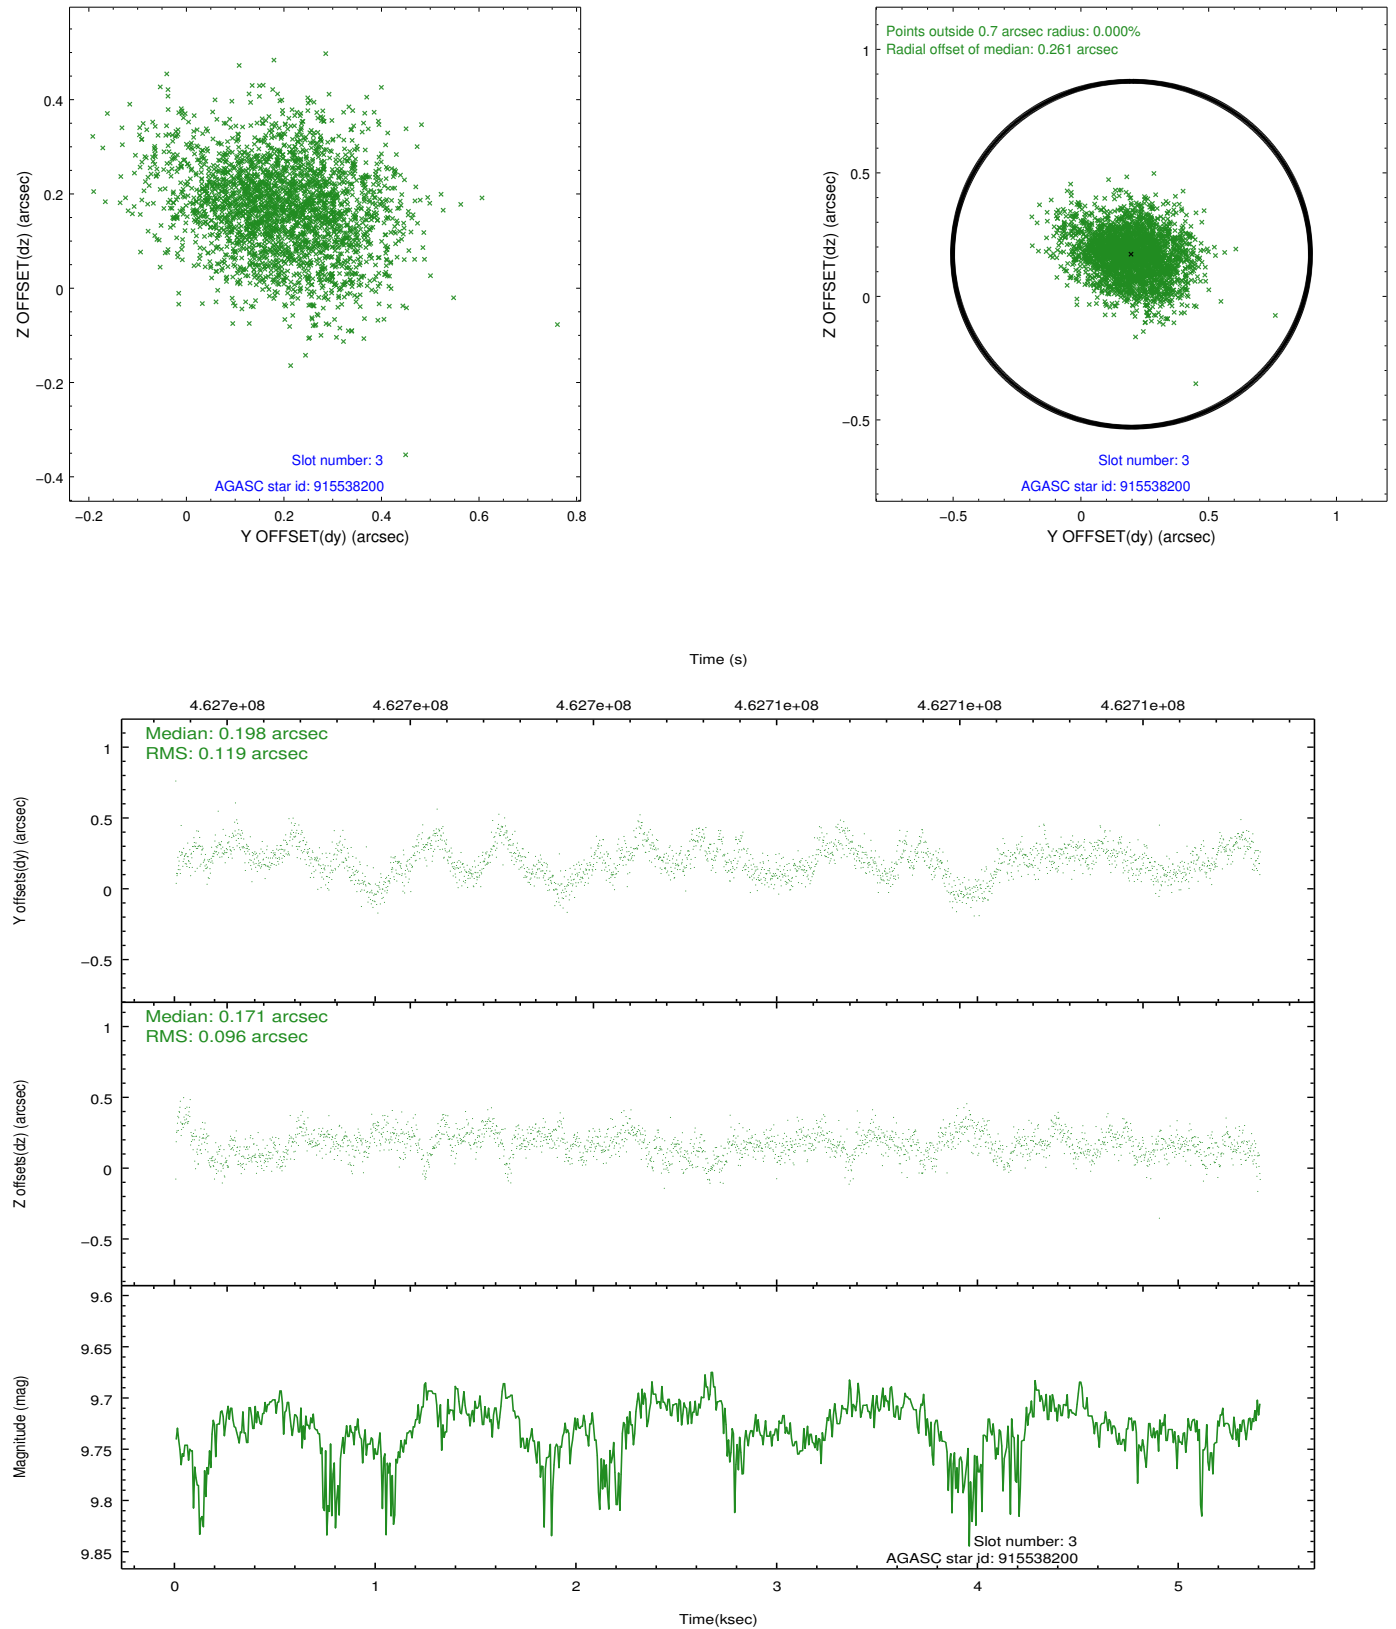 0.4
0.2
0
−0.2
−0.4
Z OFFSET(dz) (arcsec)
Slot number: 3
AGASC star id: 915538200
−0.2 0 0.2 0.4 0.6 0.8
Y OFFSET(dy) (arcsec)
Points outside 0.7 arcsec radius: 0.000%
Radial offset of median: 0.261 arcsec
1
0.5
0
−0.5
Z OFFSET(dz) (arcsec)
Slot number: 3
AGASC star id: 915538200
−0.5 0 0.5 1
Y OFFSET(dy) (arcsec)
Time (s)
4.627e+08 4.627e+08 4.627e+08 4.6271e+08 4.6271e+08 4.6271e+08
Median: 0.198 arcsec
RMS: 0.119 arcsec
1
0.5
0
−0.5
Y offsets(dy) (arcsec)
Median: 0.171 arcsec
RMS: 0.096 arcsec
1
0.5
0
−0.5
Z offsets(dz) (arcsec)
9.6
9.65
9.7
9.75
9.8
9.85
Magnitude (mag)
Slot number: 3
AGASC star id: 915538200
0 1 2 3 4 5
Time(ksec)